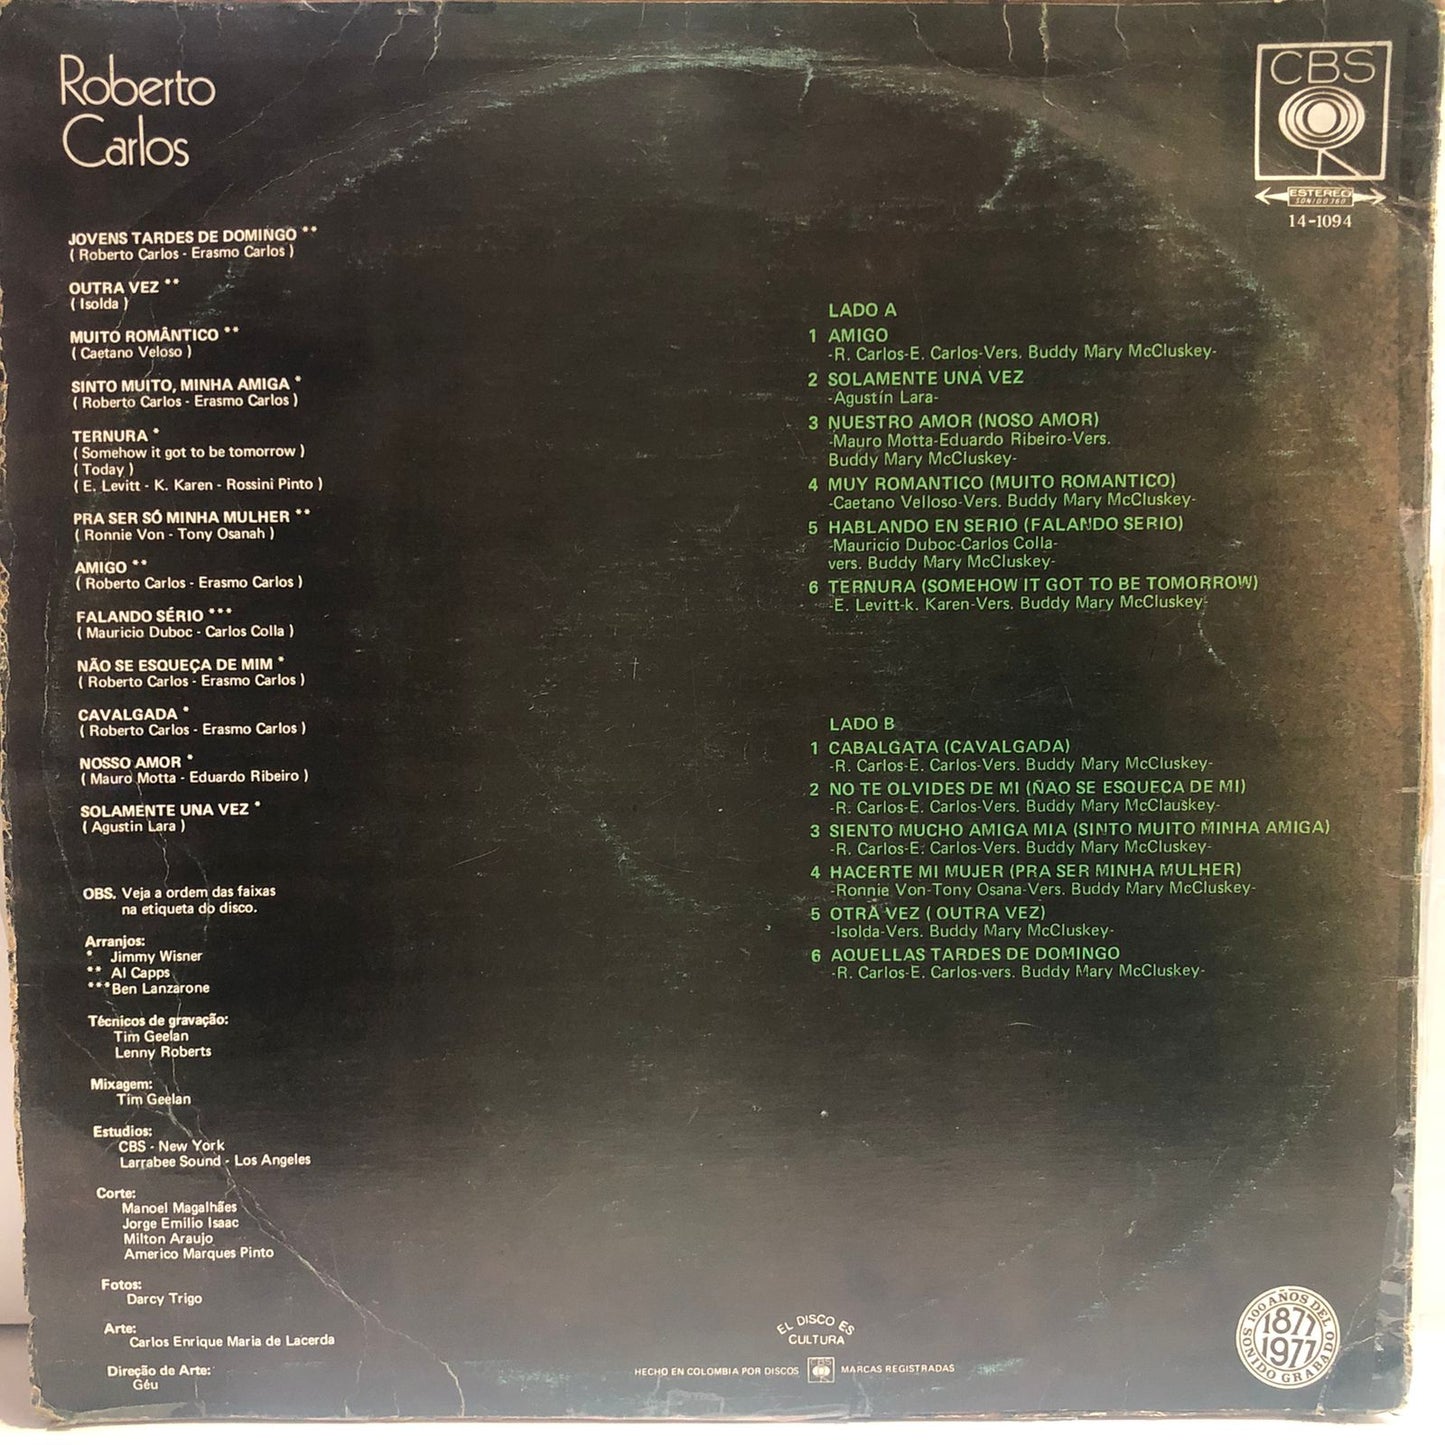 Roberto
Carlos
JOVENS TARDES DE DOMINGO **
( Roberto Carlos - Erasmo Carlos )
OUTRA VEZ **
( Isolda )
MUITO ROMÂNTICO **
( Caetano Veloso )
SINTO MUITO, MINHA AMIGA *
( Roberto Carlos - Erasmo Carlos )
TERNURA *
( Somehow it got to be tomorrow )
( Today )
( E. Levitt - K. Karen - Rossini Pinto )
PRA SER SÓ MINHA MULHER **
( Ronnie Von - Tony Osanah )
AMIGO **
( Roberto Carlos - Erasmo Carlos )
FALANDO SÉRIO ***
( Mauricio Duboc - Carlos Colla )
NÃO SE ESQUEÇA DE MIM *
( Roberto Carlos - Erasmo Carlos )
CAVALGADA *
( Roberto Carlos - Erasmo Carlos )
NOSSO AMOR *
( Mauro Motta - Eduardo Ribeiro )
SOLAMENTE UNA VEZ *
( Agustin Lara )
OBS. Veja a ordem das faixas
na etiqueta do disco.
Arranjos:
* Jimmy Wisner
** Al Capps
*** Ben Lanzarone
Técnicos de gravação:
Tim Geelan
Lenny Roberts
Mixagem:
Tim Geelan
Estudios:
CBS - New York
Larrabee Sound - Los Angeles
Corte:
Manoel Magalhães
Jorge Emilio Isaac
Milton Araujo
Americo Marques Pinto
Fotos:
Darcy Trigo
Arte:
Carlos Enrique Maria de Lacerda
Direção de Arte:
Géu
CBS
ESTEREO
SONIDO 360
14-1094
LADO A
1 AMIGO
-R. Carlos-E. Carlos-Vers. Buddy Mary McCluskey-
2 SOLAMENTE UNA VEZ
-Agustín Lara-
3 NUESTRO AMOR (NOSO AMOR)
-Mauro Motta-Eduardo Ribeiro-Vers.
Buddy Mary McCluskey-
4 MUY ROMANTICO (MUITO ROMANTICO)
-Caetano Velloso-Vers. Buddy Mary McCluskey-
5 HABLANDO EN SERIO (FALANDO SERIO)
-Mauricio Duboc-Carlos Colla-
vers. Buddy Mary McCluskey-
6 TERNURA (SOMEHOW IT GOT TO BE TOMORROW)
-E. Levitt-k. Karen-Vers. Buddy Mary McCluskey-
LADO B
1 CABALGATA (CAVALGADA)
-R. Carlos-E. Carlos-Vers. Buddy Mary McCluskey-
2 NO TE OLVIDES DE MI (ÑAO SE ESQUECA DE MI)
-R. Carlos-E. Carlos-Vers. Buddy Mary McClauskey-
3 SIENTO MUCHO AMIGA MIA (SINTO MUITO MINHA AMIGA)
-R. Carlos-E. Carlos-Vers. Buddy Mary McCluskey-
4 HACERTE MI MUJER (PRA SER MINHA MULHER)
-Ronnie Von-Tony Osana-Vers. Buddy Mary McCluskey-
5 OTRA VEZ ( OUTRA VEZ)
-Isolda-Vers. Buddy Mary McCluskey-
6 AQUELLAS TARDES DE DOMINGO
-R. Carlos-E. Carlos-vers. Buddy Mary McCluskey-
EL DISCO ES
CULTURA
HECHO EN COLOMBIA POR DISCOS CBS MARCAS REGISTRADAS
100 AÑOS DEL
SONIDO GRABADO
1877
1977